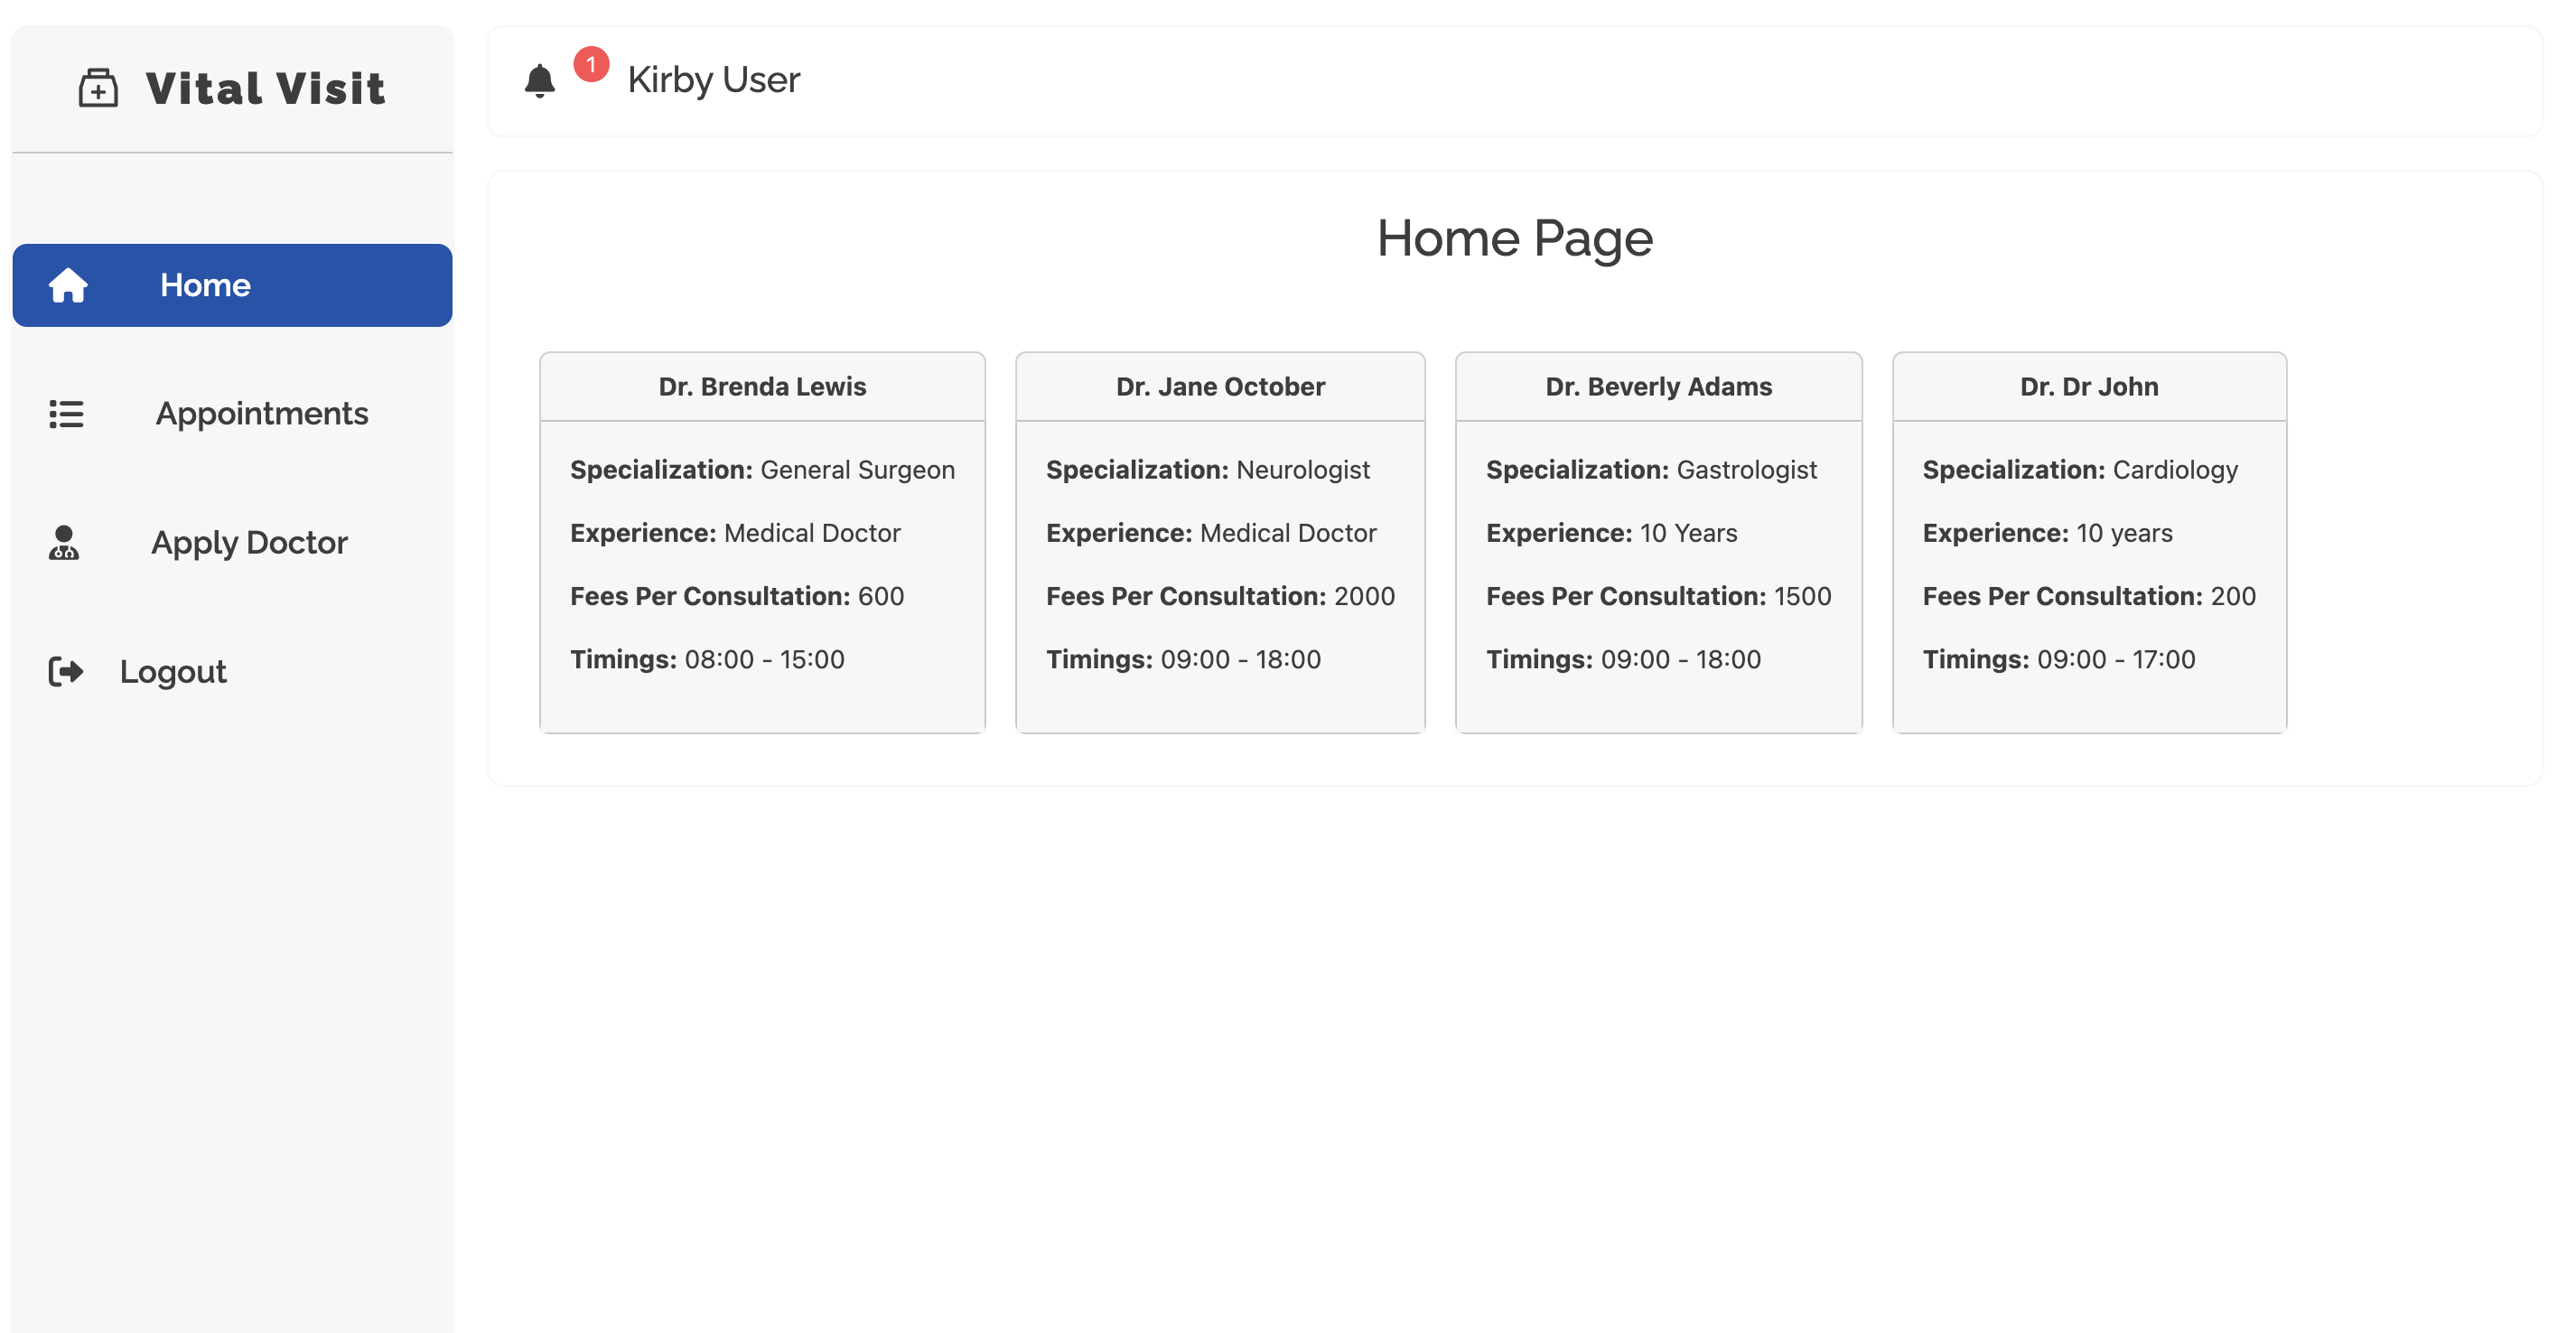 Vital Visit
Home
Appointments
Apply Doctor
Logout
1
Kirby User
Home Page
Dr. Brenda Lewis
Specialization: General Surgeon
Experience: Medical Doctor
Fees Per Consultation: 600
Timings: 08:00 - 15:00
Dr. Jane October
Specialization: Neurologist
Experience: Medical Doctor
Fees Per Consultation: 2000
Timings: 09:00 - 18:00
Dr. Beverly Adams
Specialization: Gastrologist
Experience: 10 Years
Fees Per Consultation: 1500
Timings: 09:00 - 18:00
Dr. Dr John
Specialization: Cardiology
Experience: 10 years
Fees Per Consultation: 200
Timings: 09:00 - 17:00